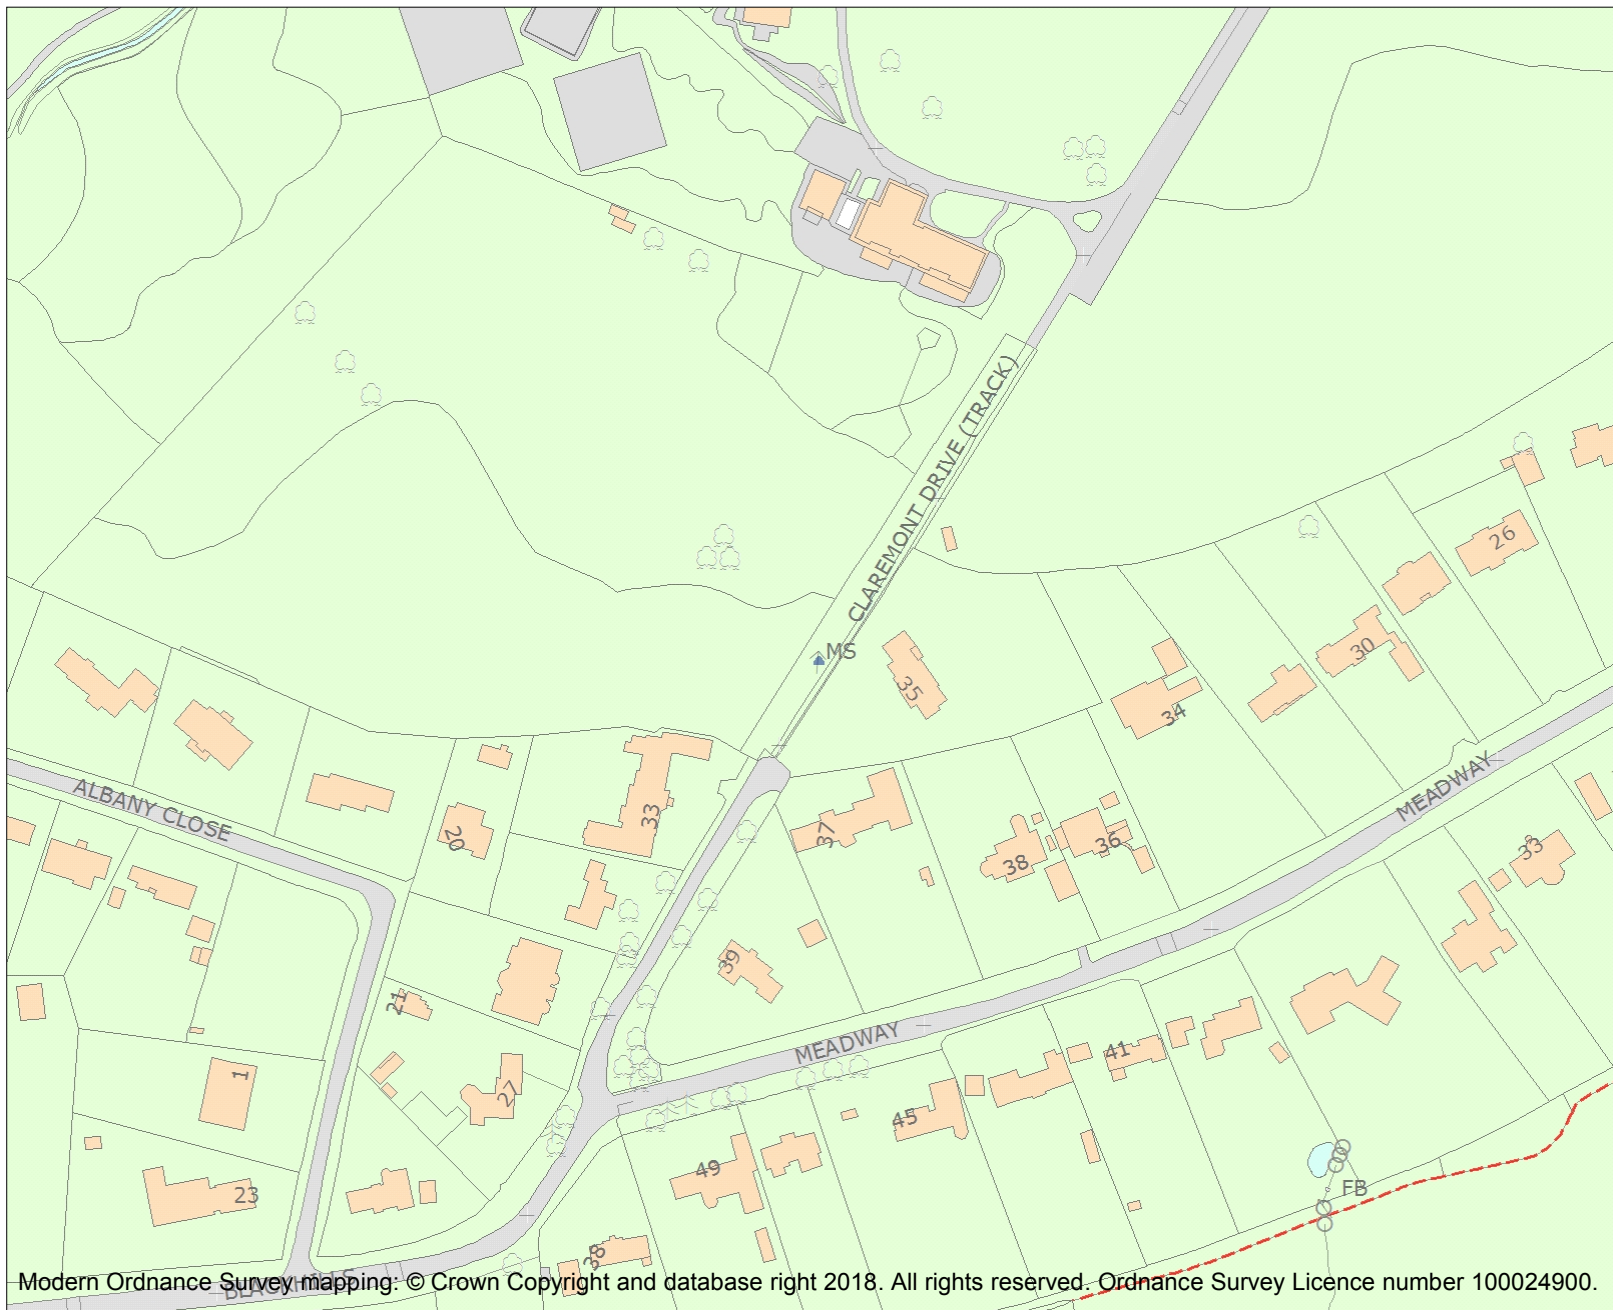 CLAREMONT DRIVE (TRACK)
26
MS
30
35
34
MEADWAY
ALBANY CLOSE
33
20
37
36
38
33
39
21
MEADWAY
41
1
27
45
49
23
FB
38
BLACKHILLS
Modern Ordnance Survey mapping: © Crown Copyright and database right 2018. All rights reserved. Ordnance Survey Licence number 100024900.